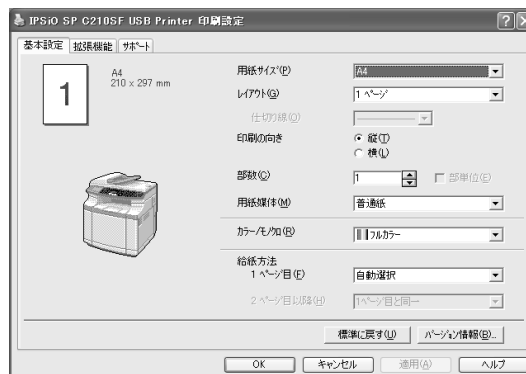 IPSiO SP C210SF USB Printer 印刷設定
基本設定 拡張機能 サポート
1
A4
210 x 297 mm
用紙サイズ(P) A4
レイアウト(G) 1 ページ
仕切り線(O)
印刷の向き 縦(T)
横(L)
部数(C) 1 部単位(E)
用紙媒体(M) 普通紙
カラー/モノクロ(R) フルカラー
給紙方法
1 ページ目(F) 自動選択
2 ページ目以降(H) 1ページ目と同一
標準に戻す(U) バージョン情報(B)...
OK キャンセル 適用(A) ヘルプ